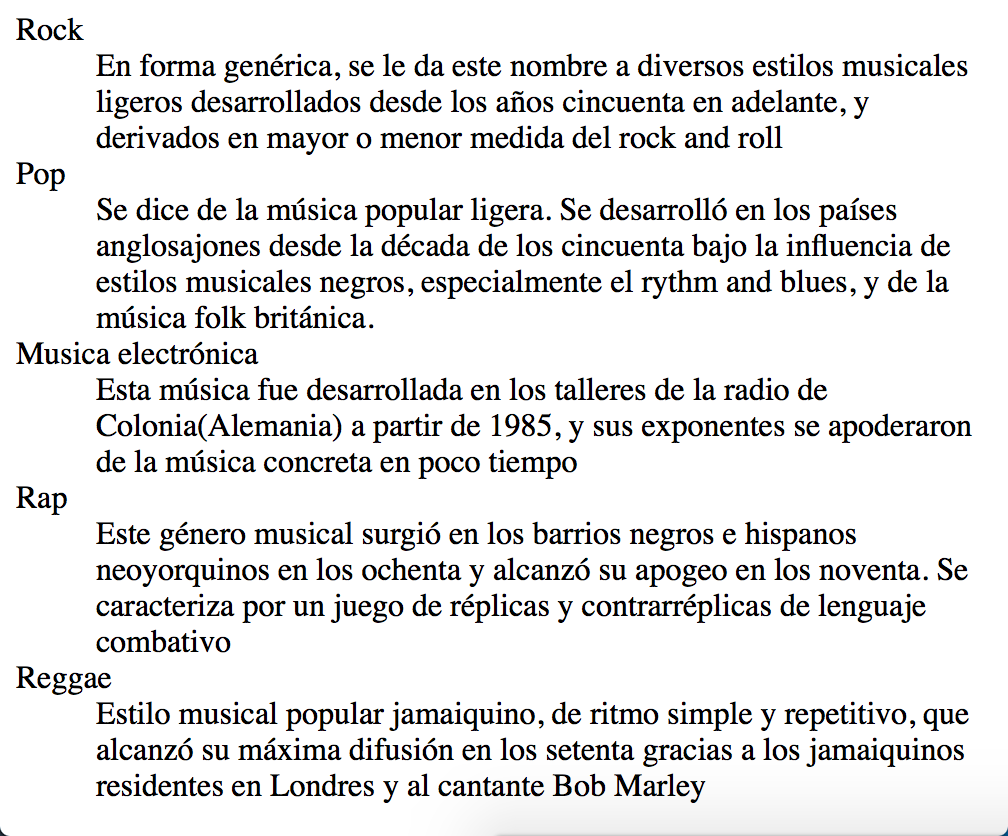 Rock
En forma genérica, se le da este nombre a diversos estilos musicales
ligeros desarrollados desde los años cincuenta en adelante, y
derivados en mayor o menor medida del rock and roll
Pop
Se dice de la música popular ligera. Se desarrolló en los países
anglosajones desde la década de los cincuenta bajo la influencia de
estilos musicales negros, especialmente el rythm and blues, y de la
música folk británica.
Musica electrónica
Esta música fue desarrollada en los talleres de la radio de
Colonia(Alemania) a partir de 1985, y sus exponentes se apoderaron
de la música concreta en poco tiempo
Rap
Este género musical surgió en los barrios negros e hispanos
neoyorquinos en los ochenta y alcanzó su apogeo en los noventa. Se
caracteriza por un juego de réplicas y contrarréplicas de lenguaje
combativo
Reggae
Estilo musical popular jamaiquino, de ritmo simple y repetitivo, que
alcanzó su máxima difusión en los setenta gracias a los jamaiquinos
residentes en Londres y al cantante Bob Marley